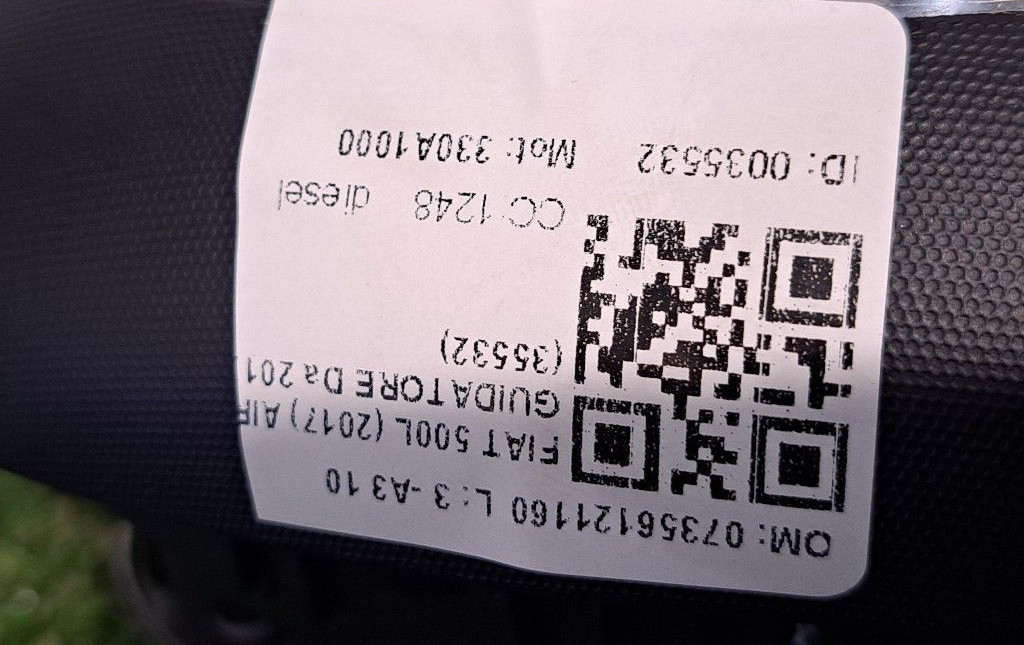 OM: 07356121160 L: 3 -A3 10
FIAT 500L (2017) AIR
GUIDATORE Da 201
(35532)
CC:1248 diesel
ID: 0035532 Mot: 330A1000